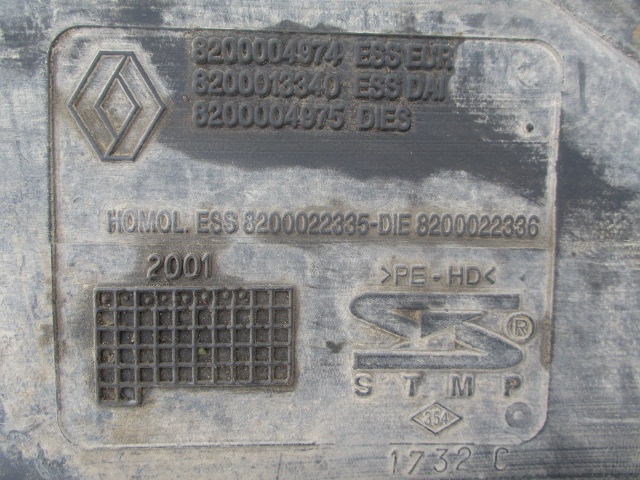 8200004974 ESS EUR
8200013340 ESS DAI
8200004975 DIES
HOMOL. ESS 8200022335-DIE 8200022336
2001
>PE-HD<
®
STMP
354
1732 C